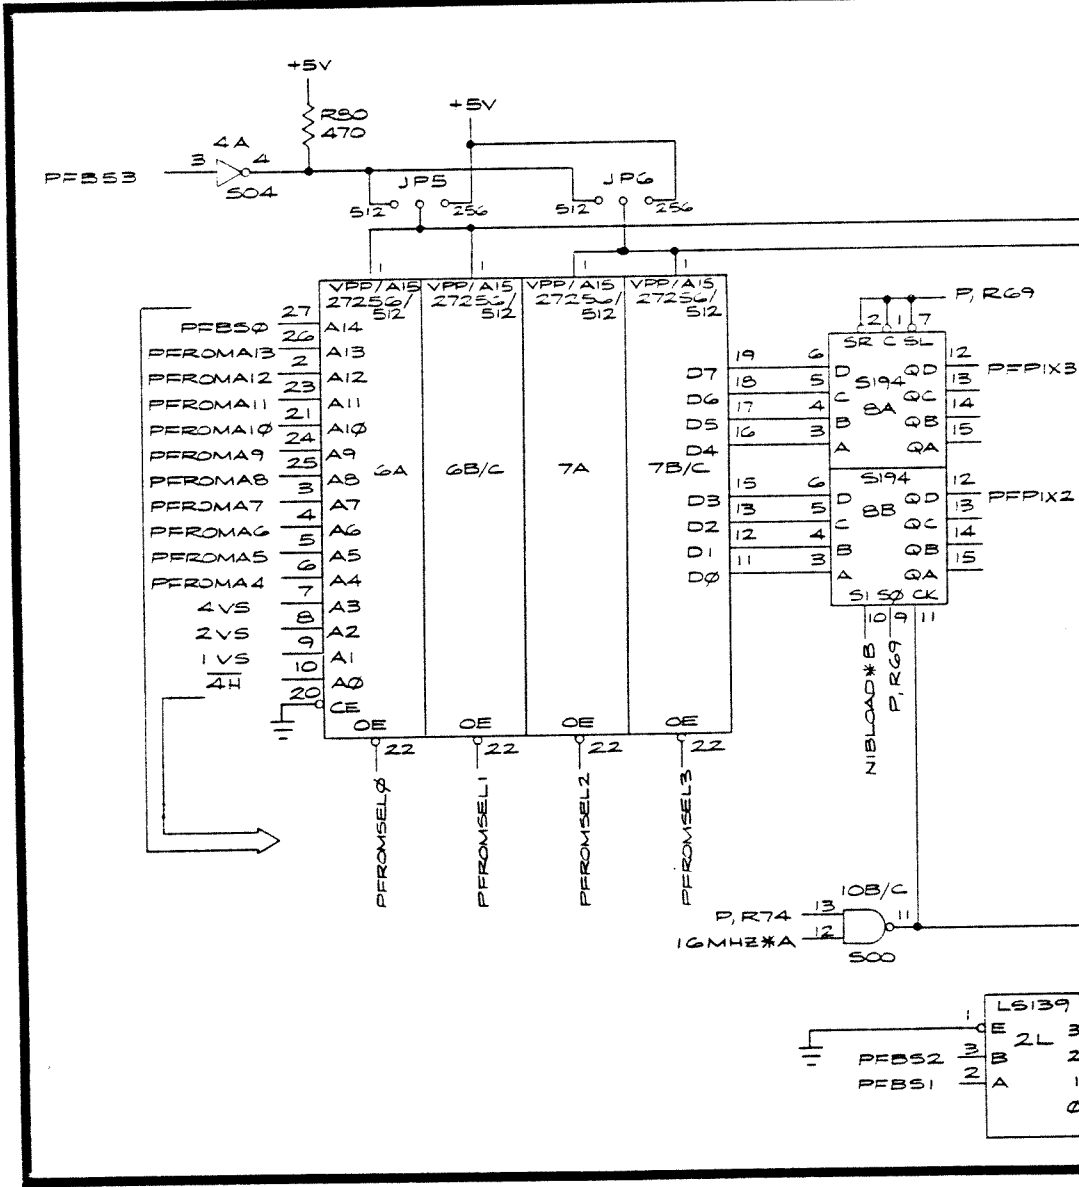 +5V
R80
470
+5V
4A
3
4
PFBS3
S04
JP5
512
256
JP6
512
256
1
1
1
1
VPP/A15
27256/
512
VPP/A15
27256/
512
VPP/A15
27256/
512
VPP/A15
27256/
512
PFBSØ 27 A14
PFROMA13 26 A13
PFROMA12 2 A12
PFROMA11 23 A11
PFROMA1Ø 21 A1Ø
PFROMA9 24 A9
PFROMA8 25 A8
PFROMA7 3 A7
PFROMA6 4 A6
PFROMA5 5 A5
PFROMA4 6 A4
4VS 7 A3
2VS 8 A2
1VS 9 A1
4H 10 AØ
20 CE
6A
6B/C
7A
7B/C
OE 22
OE 22
OE 22
OE 22
PFROMSELØ
PFROMSEL1
PFROMSEL2
PFROMSEL3
P,R69
2 1 7
SR C SL
D7 19 6 D
D6 18 5 C
D5 17 4 B
D4 16 3 A
S194
8A
QD 12 PFPIX3
QC 13
QB 14
QA 15
D3 15 6 D
D2 13 5 C
D1 12 4 B
DØ 11 3 A
S194
8B
QD 12 PFPIX2
QC 13
QB 14
QA 15
S1 SØ CK
10 9 11
NIBLOAD*B
P,R69
10B/C
P,R74 13
16MHZ*A 12
11
S00
LS139
2L
1 E
PFBS2 3 B
PFBS1 2 A
3
2
1
Ø